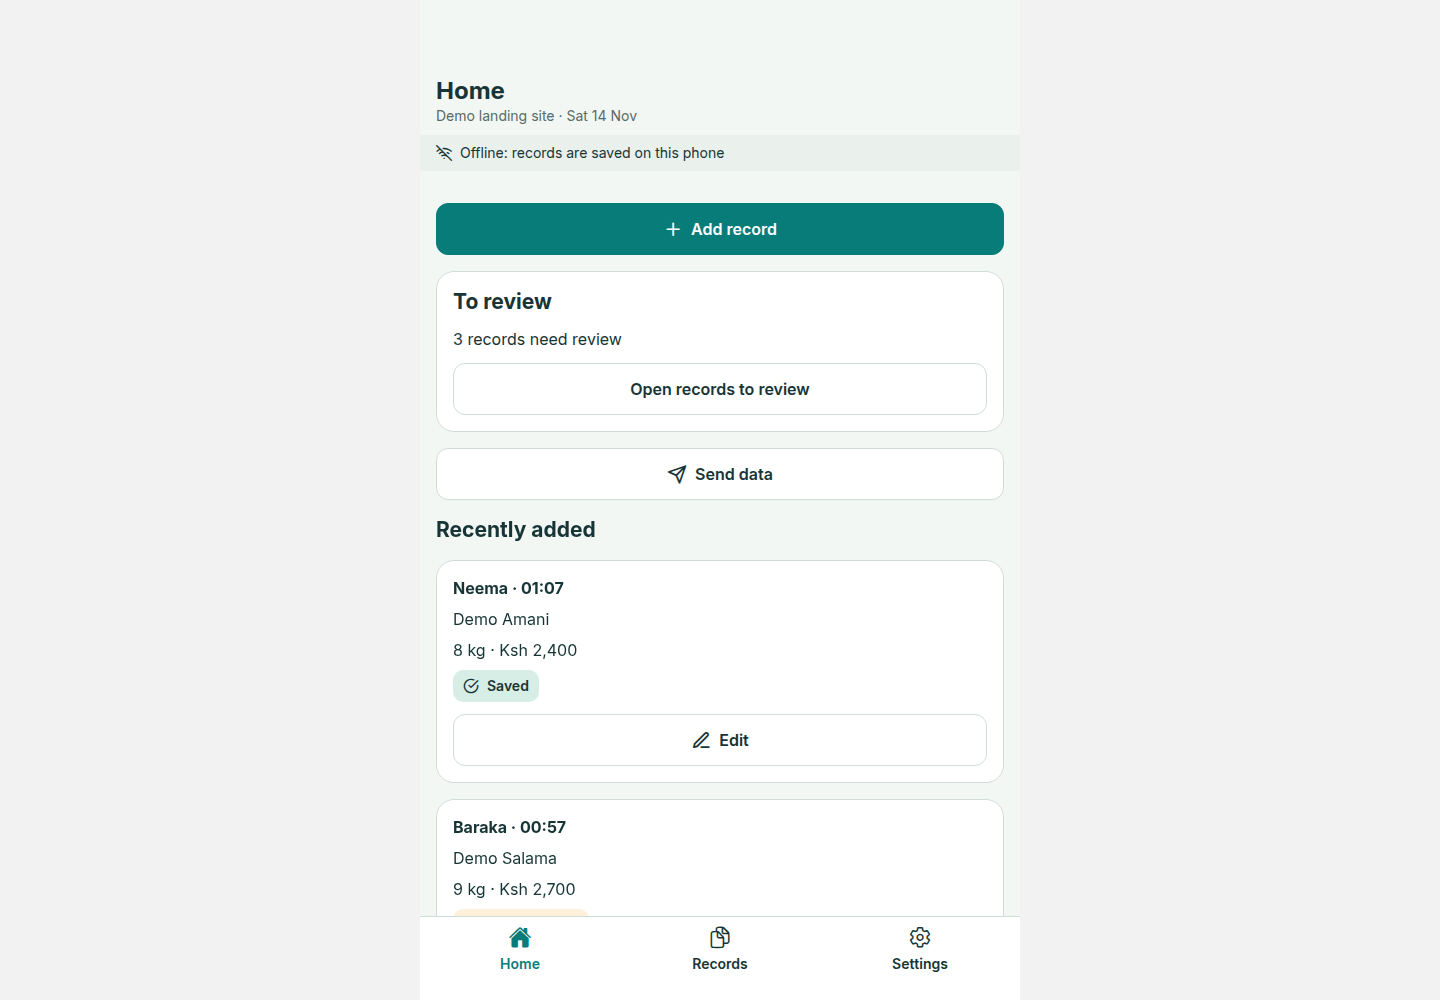 Home
Demo landing site · Sat 14 Nov
Offline: records are saved on this phone
Add record
To review
3 records need review
Open records to review
Send data
Recently added
Neema · 01:07
Demo Amani
8 kg · Ksh 2,400
Saved
Edit
Baraka · 00:57
Demo Salama
9 kg · Ksh 2,700
Home
Records
Settings